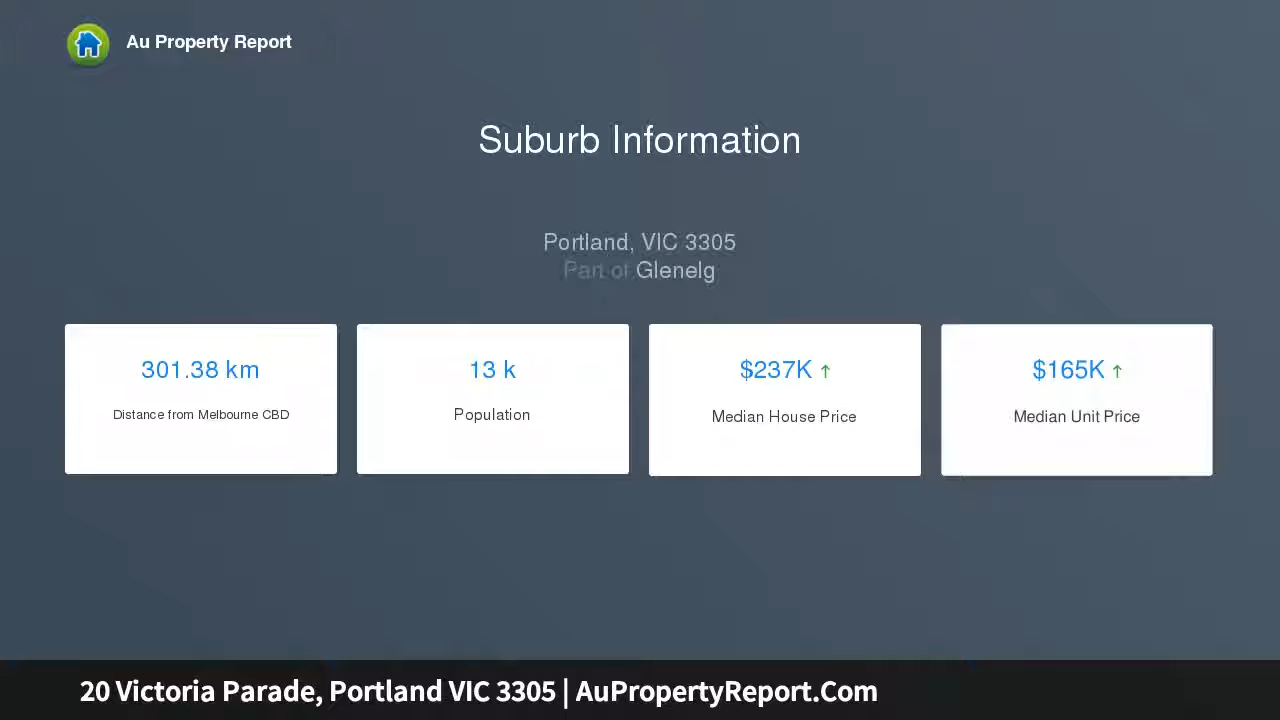 Au Property Report
Suburb Information
Portland, VIC 3305
Part of Glenelg
301.38 km
Distance from Melbourne CBD
13 k
Population
$237K ↑
Median House Price
$165K ↑
Median Unit Price
20 Victoria Parade, Portland VIC 3305 | AuPropertyReport.Com